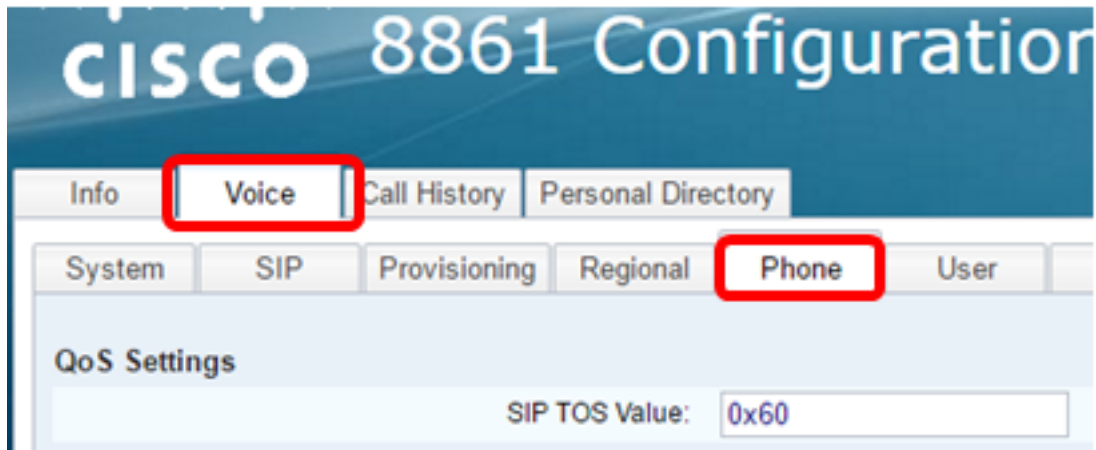 CISCO 8861 Configuration
Info Voice Call History Personal Directory
System SIP Provisioning Regional Phone User
QoS Settings
SIP TOS Value: 0x60